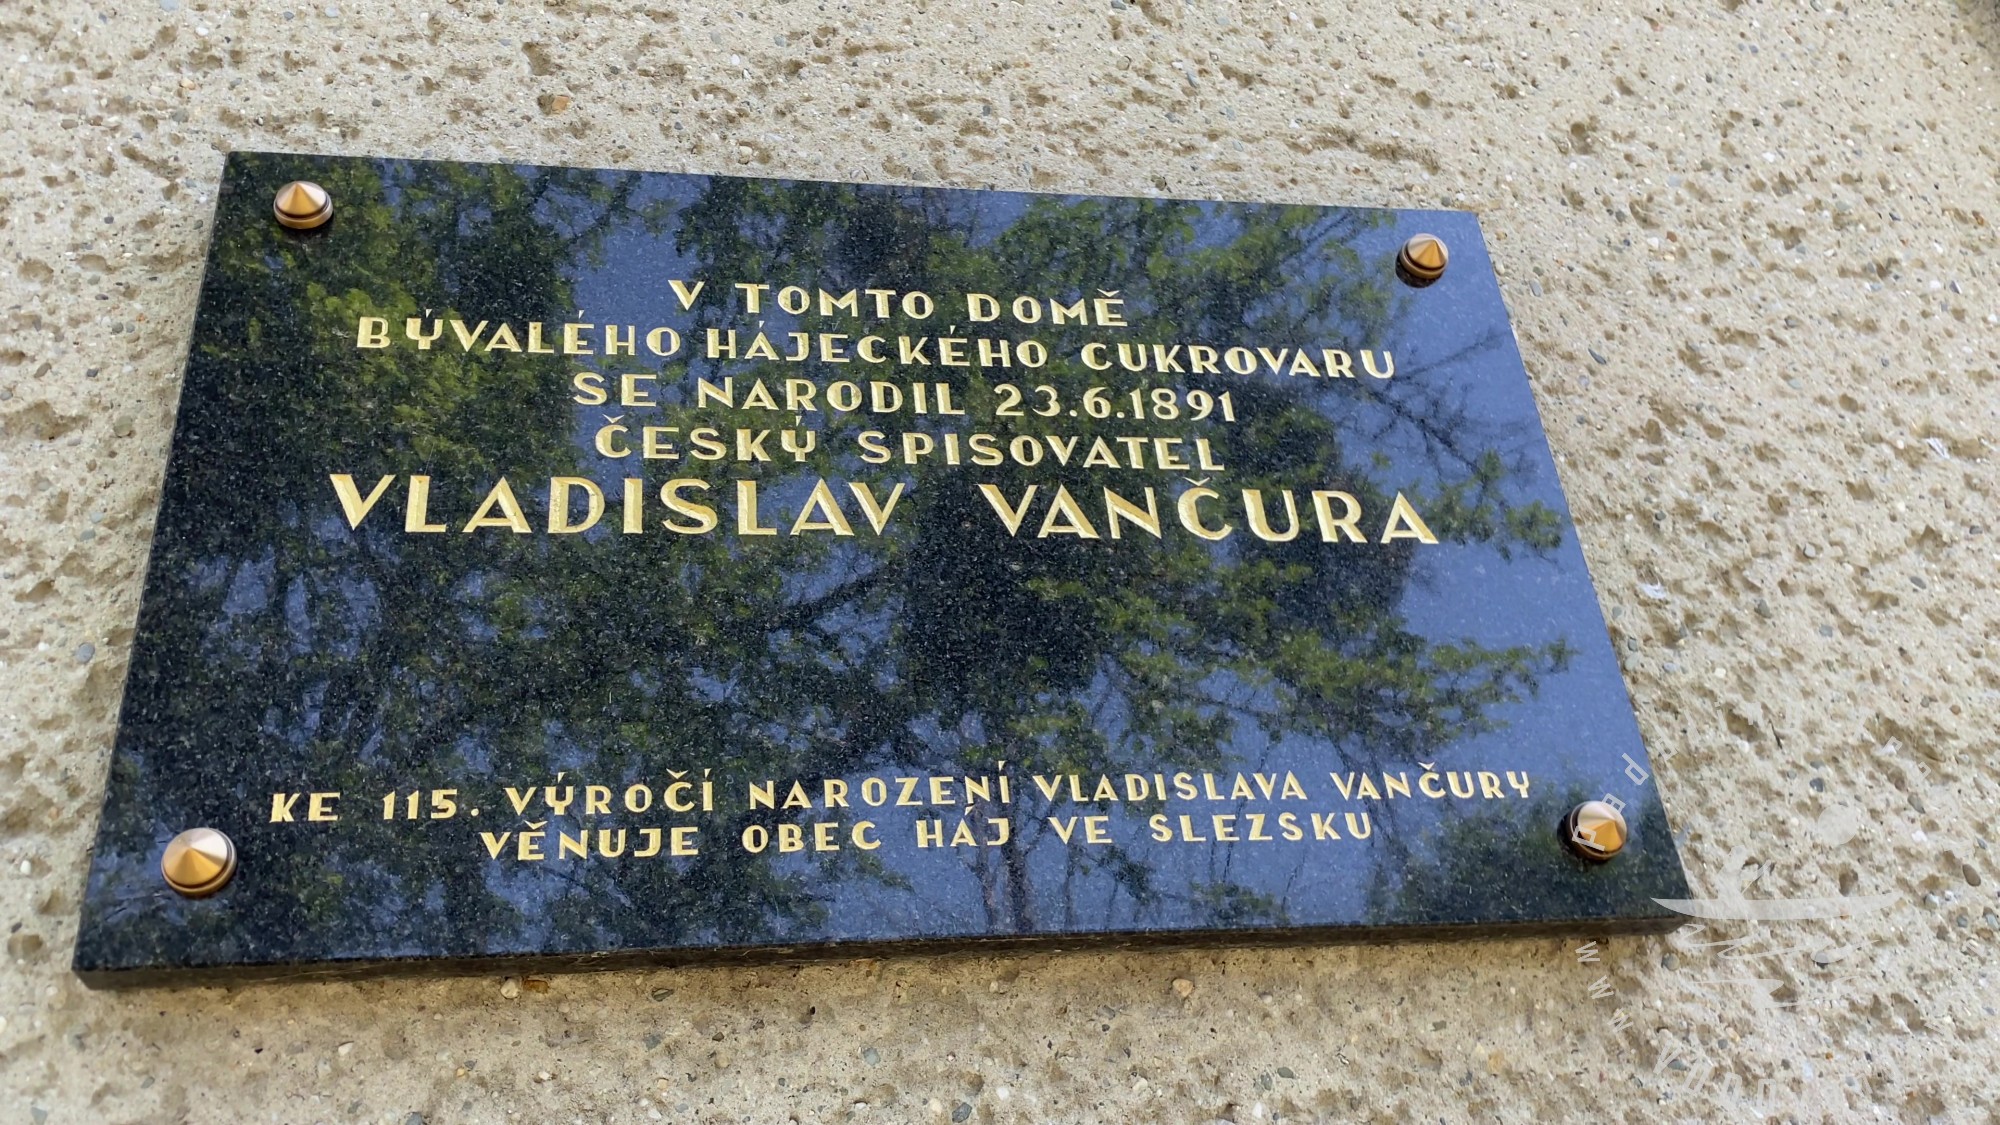 V TOMTO DOMĚ
BÝVALÉHO HÁJECKÉHO CUKROVARU
SE NARODIL 23.6.1891
ČESKÝ SPISOVATEL
VLADISLAV VANČURA
KE 115. VÝROČÍ NAROZENÍ VLADISLAVA VANČURY
VĚNUJE OBEC HÁJ VE SLEZSKU